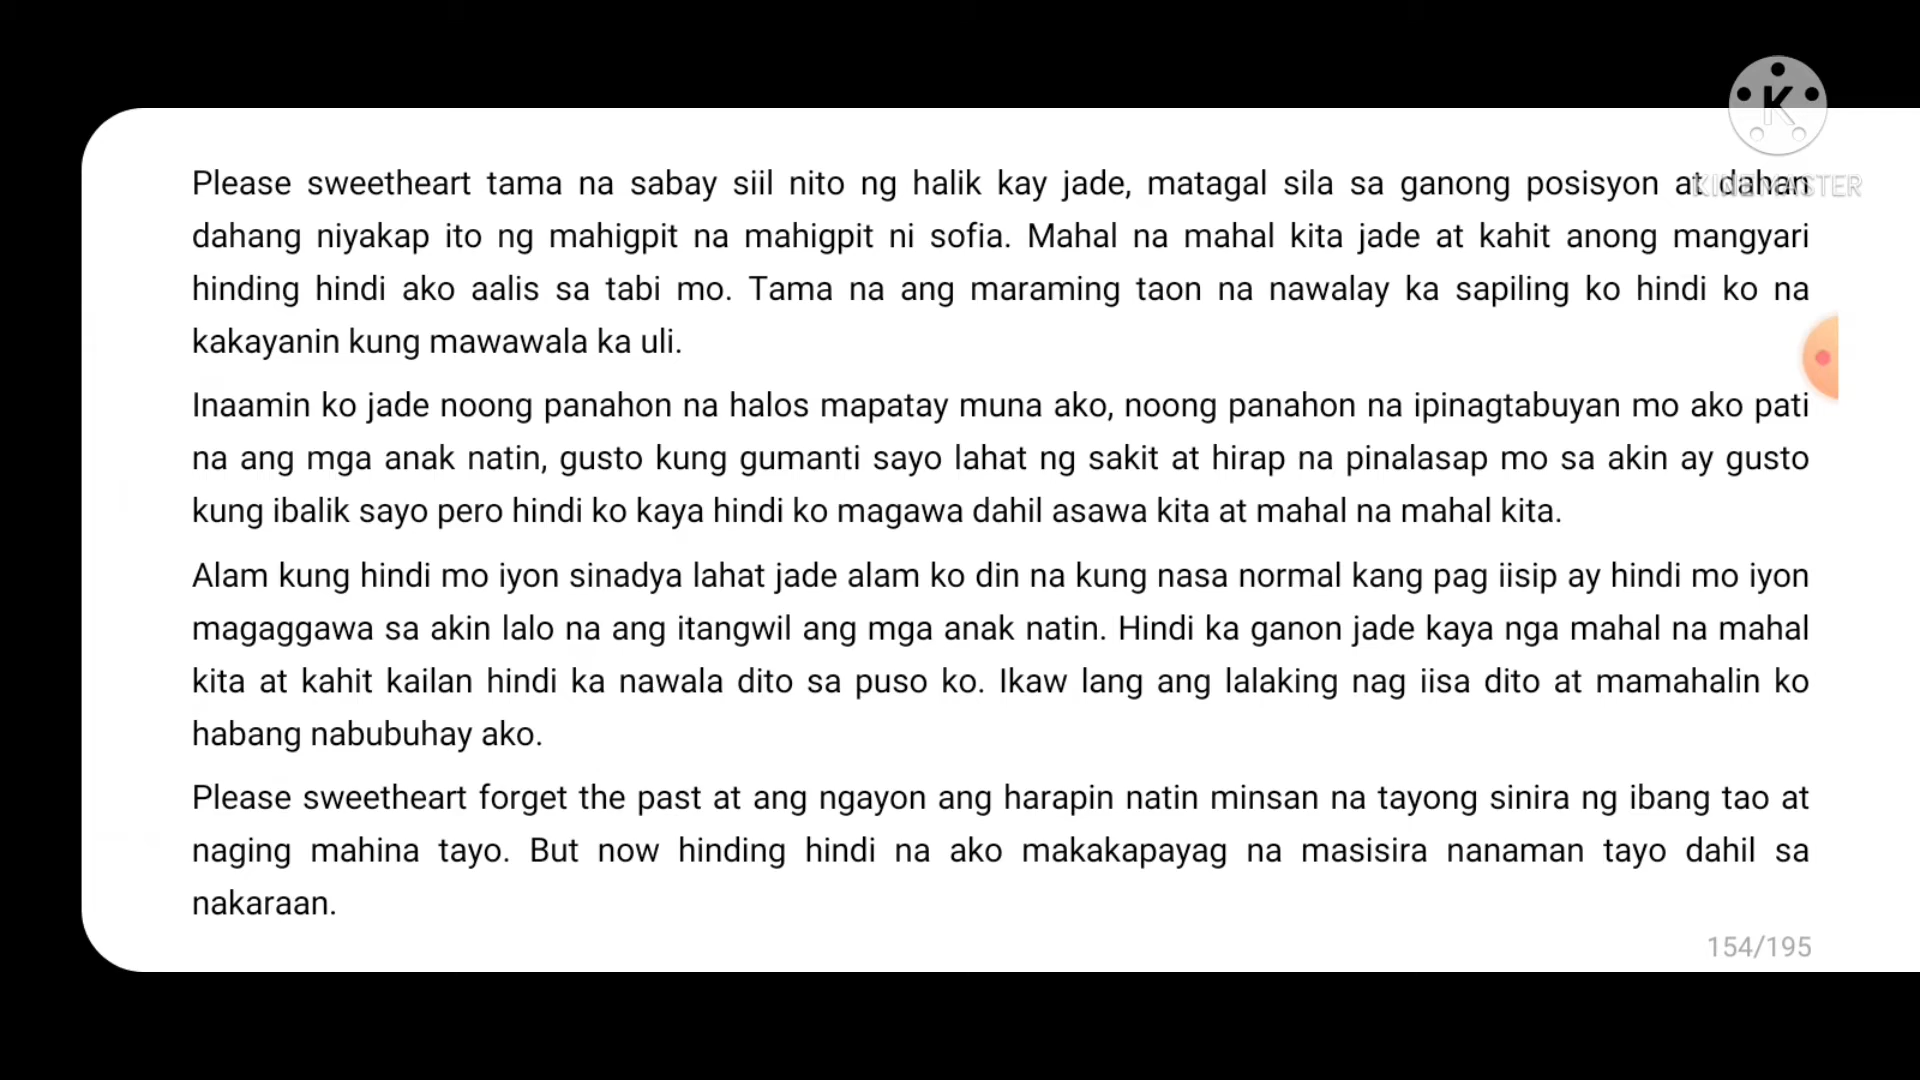 K
KINEMASTER
Please sweetheart tama na sabay siil nito ng halik kay jade, matagal sila sa ganong posisyon at dahan
dahang niyakap ito ng mahigpit na mahigpit ni sofia. Mahal na mahal kita jade at kahit anong mangyari
hinding hindi ako aalis sa tabi mo. Tama na ang maraming taon na nawalay ka sapiling ko hindi ko na
kakayanin kung mawawala ka uli.
Inaamin ko jade noong panahon na halos mapatay muna ako, noong panahon na ipinagtabuyan mo ako pati
na ang mga anak natin, gusto kung gumanti sayo lahat ng sakit at hirap na pinalasap mo sa akin ay gusto
kung ibalik sayo pero hindi ko kaya hindi ko magawa dahil asawa kita at mahal na mahal kita.
Alam kung hindi mo iyon sinadya lahat jade alam ko din na kung nasa normal kang pag iisip ay hindi mo iyon
magaggawa sa akin lalo na ang itangwil ang mga anak natin. Hindi ka ganon jade kaya nga mahal na mahal
kita at kahit kailan hindi ka nawala dito sa puso ko. Ikaw lang ang lalaking nag iisa dito at mamahalin ko
habang nabubuhay ako.
Please sweetheart forget the past at ang ngayon ang harapin natin minsan na tayong sinira ng ibang tao at
naging mahina tayo. But now hinding hindi na ako makakapayag na masisira nanaman tayo dahil sa
nakaraan.
154/195